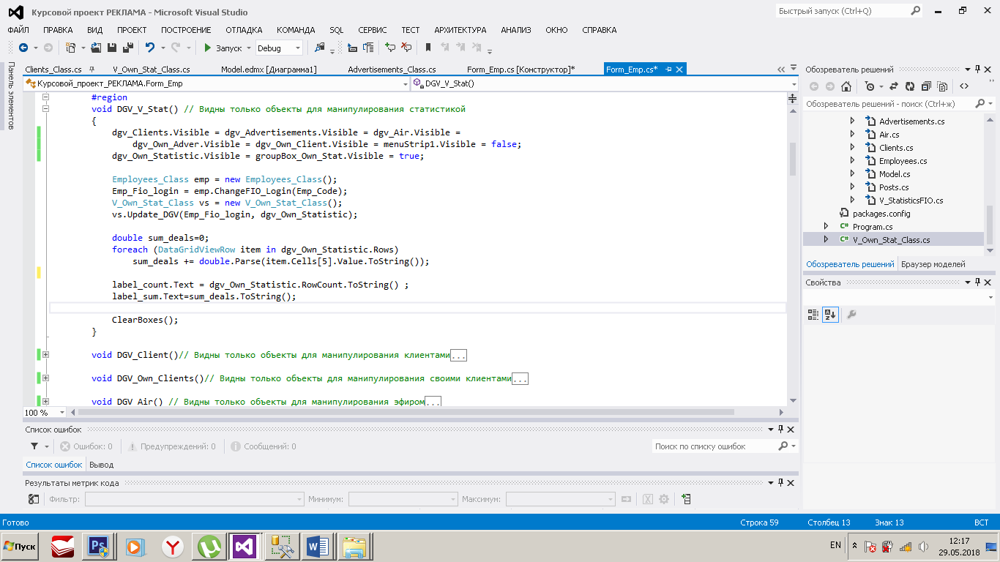 Курсовой проект РЕКЛАМА - Microsoft Visual Studio
Быстрый запуск (Ctrl+Q)
ФАЙЛ ПРАВКА ВИД ПРОЕКТ ПОСТРОЕНИЕ ОТЛАДКА КОМАНДА SQL СЕРВИС ТЕСТ АРХИТЕКТУРА АНАЛИЗ ОКНО СПРАВКА
Запуск Debug
Панель элементов
Clients_Class.cs V_Own_Stat_Class.cs Model.edmx [Диаграмма1] Advertisements_Class.cs Form_Emp.cs [Конструктор]* Form_Emp.cs*
Курсовой_проект_РЕКЛАМА.Form_Emp DGV_V_Stat()
#region
void DGV_V_Stat() // Видны только объекты для манипулирования статистикой
{
dgv_Clients.Visible = dgv_Advertisements.Visible = dgv_Air.Visible =
dgv_Own_Adver.Visible = dgv_Own_Client.Visible = menuStrip1.Visible = false;
dgv_Own_Statistic.Visible = groupBox_Own_Stat.Visible = true;
Employees_Class emp = new Employees_Class();
Emp_Fio_login = emp.ChangeFIO_Login(Emp_Code);
V_Own_Stat_Class vs = new V_Own_Stat_Class();
vs.Update_DGV(Emp_Fio_login, dgv_Own_Statistic);
double sum_deals=0;
foreach (DataGridViewRow item in dgv_Own_Statistic.Rows)
sum_deals += double.Parse(item.Cells[5].Value.ToString());
label_count.Text = dgv_Own_Statistic.RowCount.ToString() ;
label_sum.Text=sum_deals.ToString();
ClearBoxes();
}
void DGV_Client()// Видны только объекты для манипулирования клиентами...
void DGV_Own_Clients()// Видны только объекты для манипулирования своими клиентами...
void DGV_Air() // Видны только объекты для манипулирования эфиром...
100 %
Список ошибок
Ошибок: 0 Предупреждений: 0 Сообщений: 0
Поиск по списку ошибок
Список ошибок Вывод
Результаты метрик кода
Фильтр: Минимум: Максимум:
Обозреватель решений
Обозреватель решений - поиск (Ctrl+ж)
Advertisements.cs
Air.cs
Clients.cs
Employees.cs
Model.cs
Posts.cs
V_StatisticsFIO.cs
packages.config
C# Program.cs
C# V_Own_Stat_Class.cs
Обозреватель решений Браузер моделей
Свойства
Готово Строка 59 Столбец 13 Знак 13 ВСТ
Пуск
EN
12:17
29.05.2018